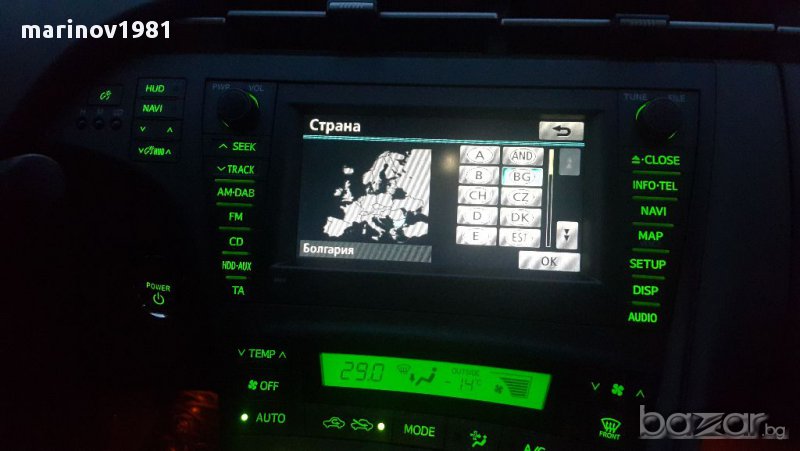 marinov1981
HUD
NAVI
PWR VOL
SEEK
TRACK
AM·DAB
FM
CD
HDD·AUX
TA
POWER
Страна
A AND
B BG
CH CZ
D DK
E EST
Болгария
OK
TUNE FILE
CLOSE
INFO·TEL
NAVI
MAP
SETUP
DISP
AUDIO
TEMP
OFF
AUTO
29.0
OUTSIDE
-14°C
MODE
A/C
FRONT
bazar.bg